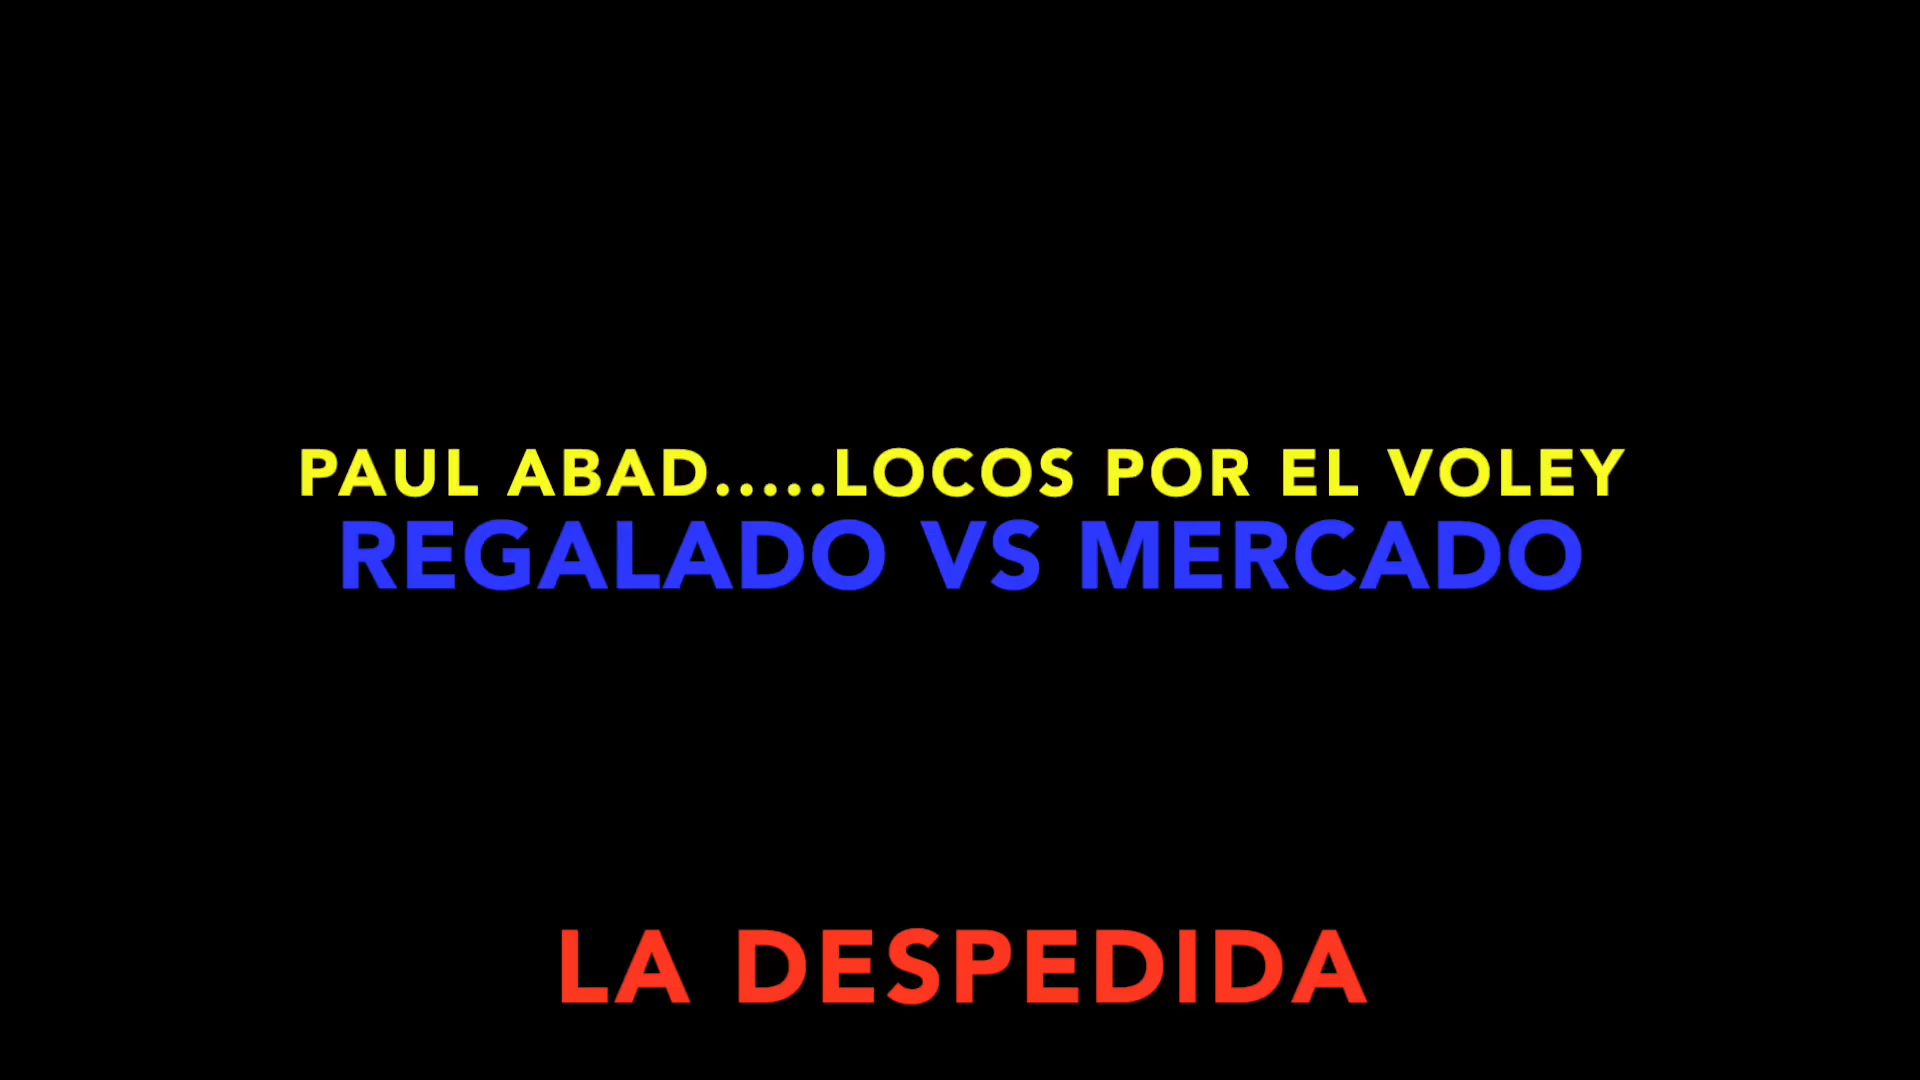 PAUL ABAD.....LOCOS POR EL VOLEY
REGALADO VS MERCADO
LA DESPEDIDA